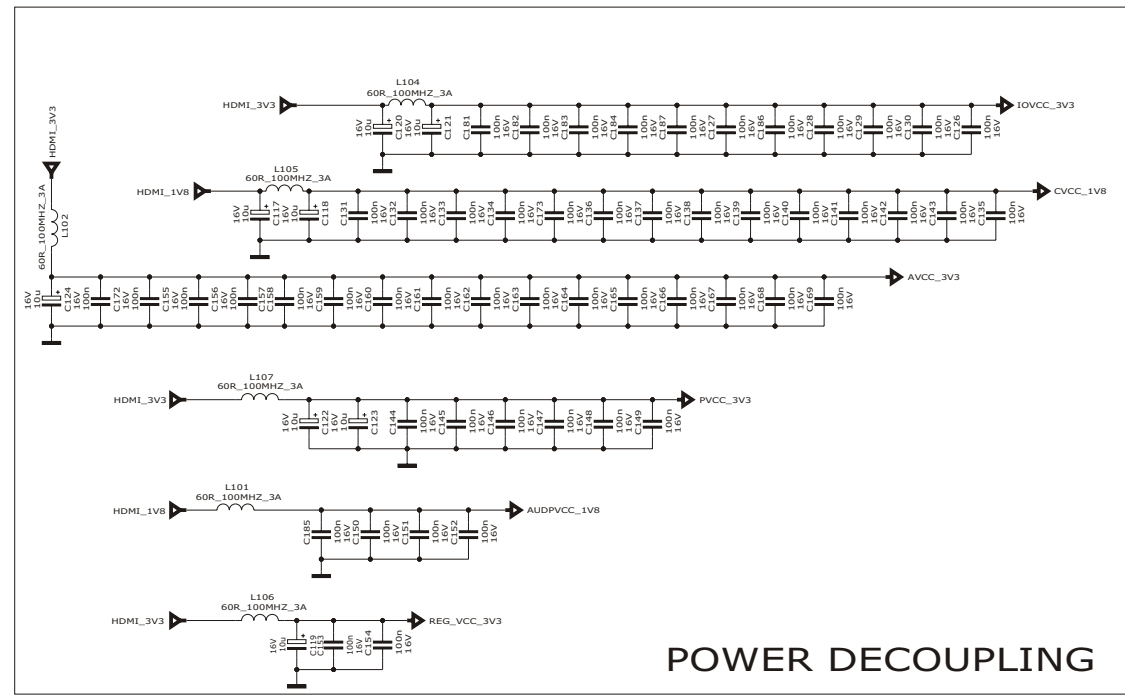 L104
60R_100MHZ_3A
HDMI_3V3
IOVCC_3V3
16V 10u C120 16V 10u C121 C181 100n 16V C182 100n 16V C183 100n 16V C184 100n 16V C187 100n 16V C127 100n 16V C186 100n 16V C128 100n 16V C129 100n 16V C130 100n 16V C126 100n 16V
HDMI_3V3
60R_100MHZ_3A
L102
L105
60R_100MHZ_3A
HDMI_1V8
CVCC_1V8
16V 10u C117 16V 10u C118 C131 100n 16V C132 100n 16V C133 100n 16V C134 100n 16V C173 100n 16V C136 100n 16V C137 100n 16V C138 100n 16V C139 100n 16V C140 100n 16V C141 100n 16V C142 100n 16V C143 100n 16V C135 100n 16V
AVCC_3V3
16V 10u C124 16V 100n C172 16V 100n C155 16V 100n C156 16V 100n C157 C158 100n 16V C159 100n 16V C160 100n 16V C161 100n 16V C162 100n 16V C163 100n 16V C164 100n 16V C165 100n 16V C166 100n 16V C167 100n 16V C168 100n 16V C169 100n 16V
L107
60R_100MHZ_3A
HDMI_3V3
PVCC_3V3
16V 10u C122 16V 10u C123 C144 100n 16V C145 100n 16V C146 100n 16V C147 100n 16V C148 100n 16V C149 100n 16V
L101
60R_100MHZ_3A
HDMI_1V8
AUDPVCC_1V8
C185 100n 16V C150 100n 16V C151 100n 16V C152 100n 16V
L106
60R_100MHZ_3A
HDMI_3V3
REG_VCC_3V3
16V 10u C119 C153 100n 16V C154 100n 16V
POWER DECOUPLING